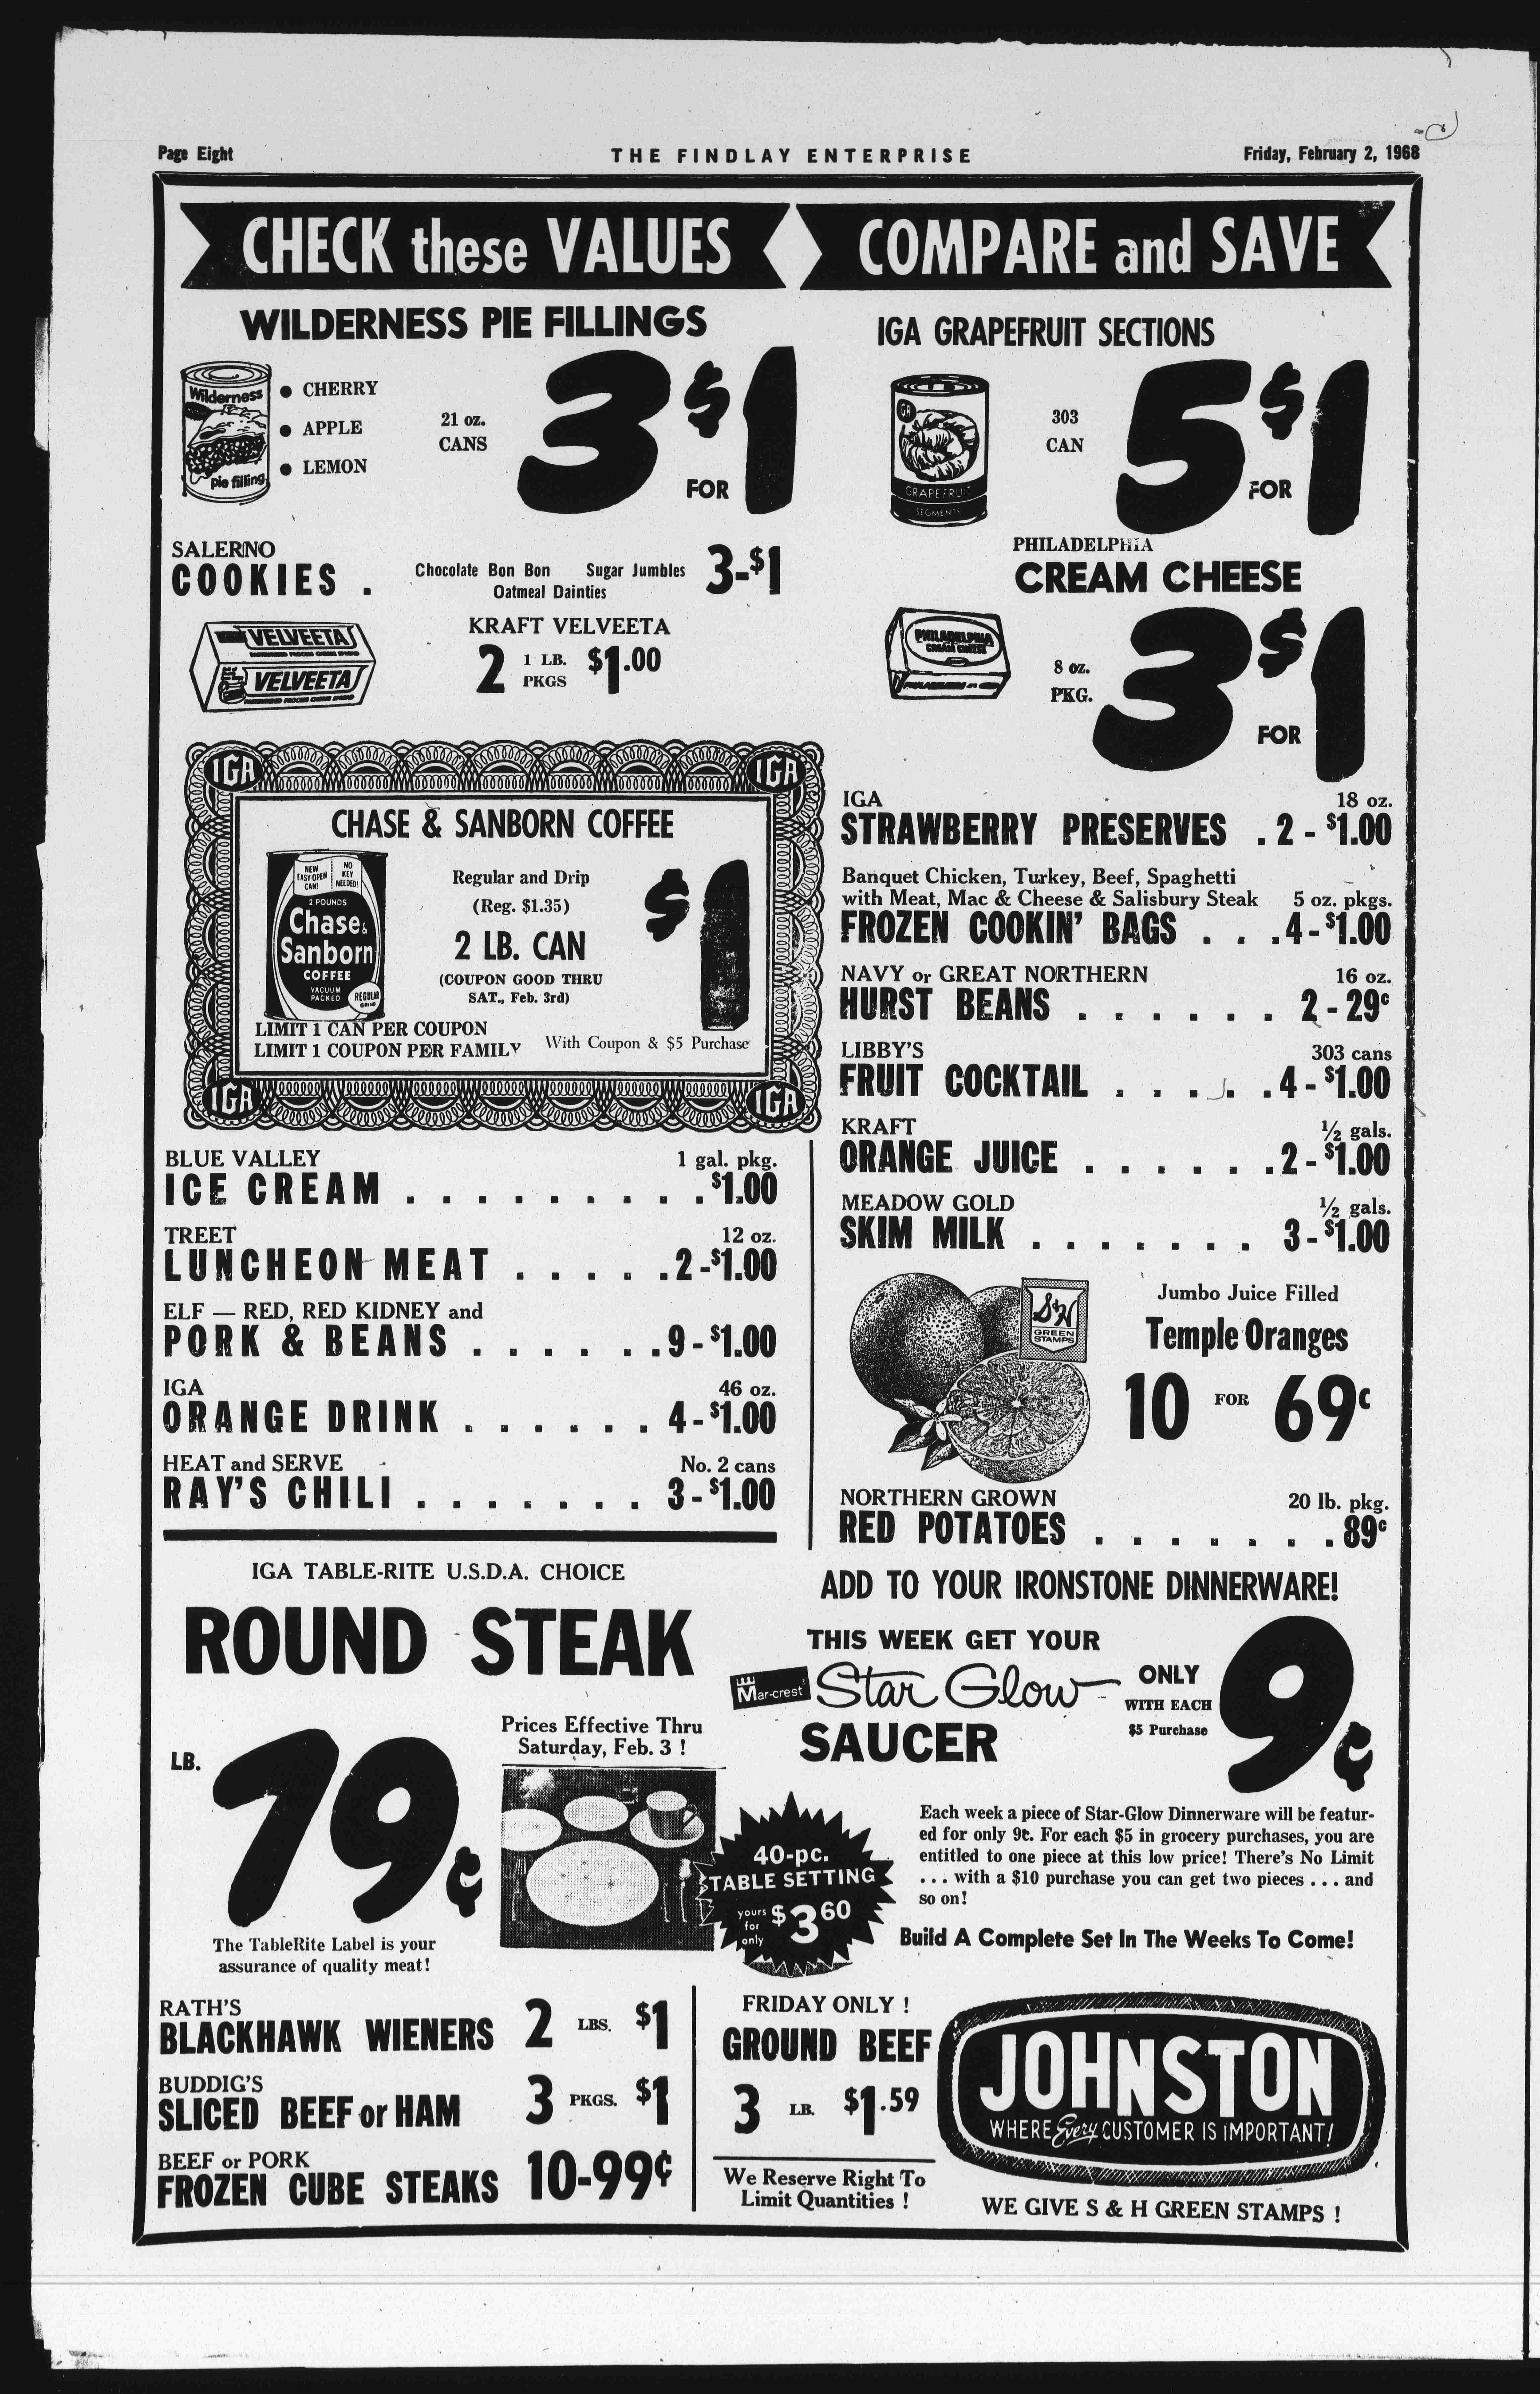 Page Eight
THE FINDLAY ENTERPRISE
Friday, February 2, 1968
CHECK these VALUES
COMPARE and SAVE
WILDERNESS PIE FILLINGS
Wilderness
pie filling
• CHERRY
• APPLE
• LEMON
21 oz.
CANS
3 FOR $1
SALERNO
COOKIES .
Chocolate Bon Bon Sugar Jumbles
Oatmeal Dainties
3-$1
VELVEETA
VELVEETA
KRAFT VELVEETA
2 1 LB. PKGS $1.00
IGA GRAPEFRUIT SECTIONS
IGA
GRAPEFRUIT
SEGMENTS
303
CAN
5 FOR $1
PHILADELPHIA
CREAM CHEESE
PHILADELPHIA
CREAM CHEESE
8 oz.
PKG.
3 FOR $1
IGA
IGA
CHASE & SANBORN COFFEE
NEW EASY-OPEN CAN!
NO KEY NEEDED!
2 POUNDS
Chase &
Sanborn
COFFEE
VACUUM
PACKED
REGULAR
GRIND
Regular and Drip
(Reg. $1.35)
2 LB. CAN
(COUPON GOOD THRU
SAT., Feb. 3rd)
$1
LIMIT 1 CAN PER COUPON
LIMIT 1 COUPON PER FAMILY
With Coupon & $5 Purchase
IGA
IGA
BLUE VALLEY 1 gal. pkg.
ICE CREAM . . . . . . . . . . $1.00
TREET 12 oz.
LUNCHEON MEAT . . . . . . 2-$1.00
ELF — RED, RED KIDNEY and
PORK & BEANS . . . . . . . 9-$1.00
IGA 46 oz.
ORANGE DRINK . . . . . . . 4-$1.00
HEAT and SERVE No. 2 cans
RAY'S CHILI . . . . . . . . 3-$1.00
IGA 18 oz.
STRAWBERRY PRESERVES . 2 - $1.00
Banquet Chicken, Turkey, Beef, Spaghetti
with Meat, Mac & Cheese & Salisbury Steak 5 oz. pkgs.
FROZEN COOKIN' BAGS . . . 4-$1.00
NAVY or GREAT NORTHERN 16 oz.
HURST BEANS . . . . . . . 2 - 29¢
LIBBY'S 303 cans
FRUIT COCKTAIL . . . . . . 4-$1.00
KRAFT ½ gals.
ORANGE JUICE . . . . . . . 2-$1.00
MEADOW GOLD ½ gals.
SKIM MILK . . . . . . . . 3-$1.00
S&H
GREEN
STAMPS
Jumbo Juice Filled
Temple Oranges
10 FOR 69¢
NORTHERN GROWN 20 lb. pkg.
RED POTATOES . . . . . . . . 89¢
IGA TABLE-RITE U.S.D.A. CHOICE
ROUND STEAK
LB. 79¢
Prices Effective Thru
Saturday, Feb. 3 !
The TableRite Label is your
assurance of quality meat!
ADD TO YOUR IRONSTONE DINNERWARE!
THIS WEEK GET YOUR
Mar-crest Star Glow
SAUCER
ONLY
WITH EACH
$5 Purchase
9¢
40-pc.
TABLE SETTING
yours for only $3 60
Each week a piece of Star-Glow Dinnerware will be featur-
ed for only 9¢. For each $5 in grocery purchases, you are
entitled to one piece at this low price! There's No Limit
. . . with a $10 purchase you can get two pieces . . . and
so on!
Build A Complete Set In The Weeks To Come!
RATH'S
BLACKHAWK WIENERS 2 LBS. $1
BUDDIG'S
SLICED BEEF or HAM 3 PKGS. $1
BEEF or PORK
FROZEN CUBE STEAKS 10-99¢
FRIDAY ONLY !
GROUND BEEF
3 LB. $1.59
We Reserve Right To
Limit Quantities !
JOHNSTON
WHERE Every CUSTOMER IS IMPORTANT!
WE GIVE S & H GREEN STAMPS !